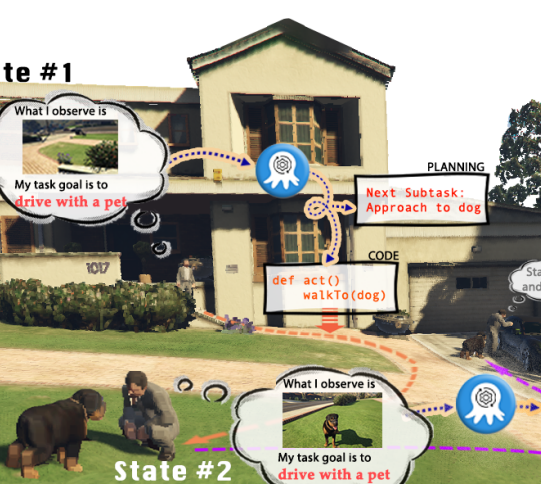 te #1
What I observe is
My task goal is to
drive with a pet
PLANNING
Next Subtask:
Approach to dog
CODE
def act()
walkTo(dog)
1017
Sta
and
What I observe is
My task goal is to
drive with a pet
State #2